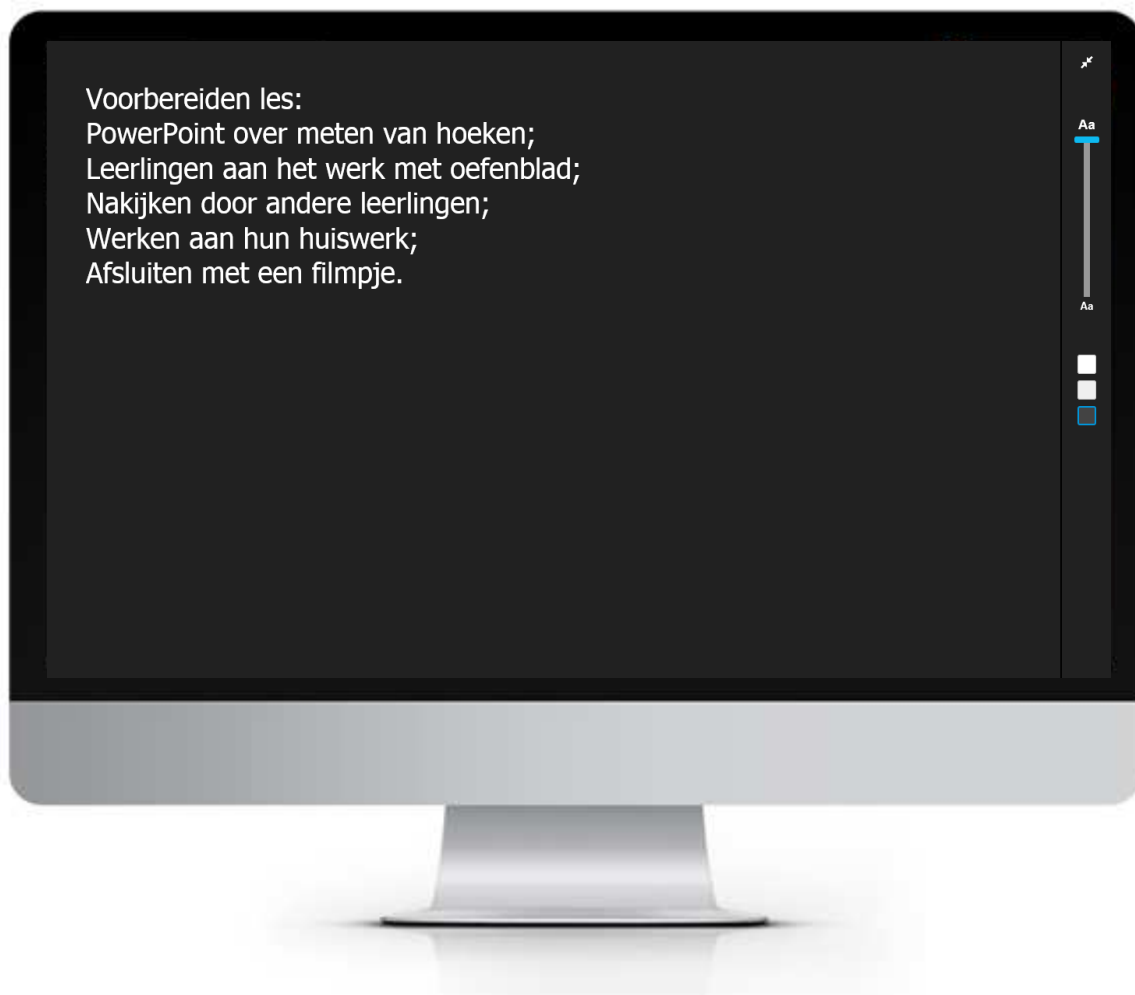 Voorbereiden les:
PowerPoint over meten van hoeken;
Leerlingen aan het werk met oefenblad;
Nakijken door andere leerlingen;
Werken aan hun huiswerk;
Afsluiten met een filmpje.
Aa
Aa